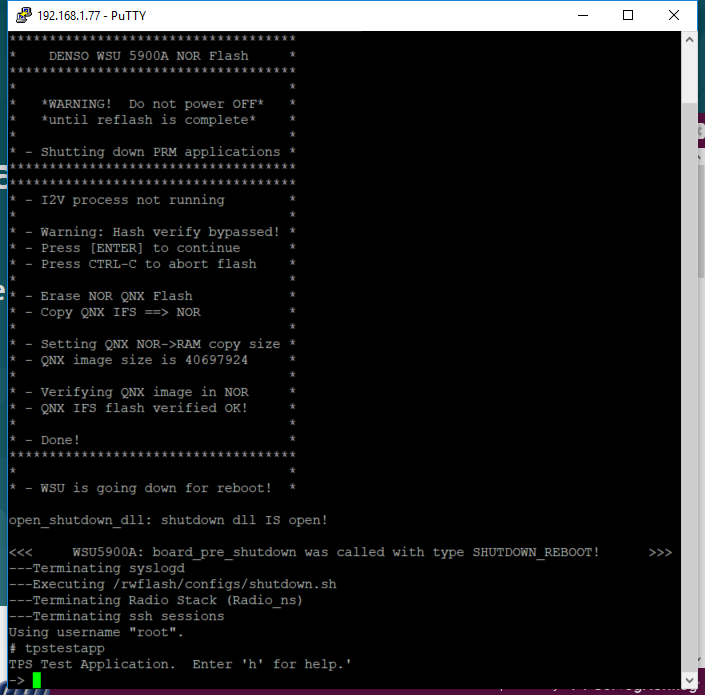 192.168.1.77 - PuTTY
*************************************
*    DENSO WSU 5900A NOR Flash     *
*************************************
*                                  *
*   *WARNING!  Do not power OFF*   *
*   *until reflash is complete*    *
*                                  *
* - Shutting down PRM applications *
*************************************
*************************************
* - I2V process not running        *
*                                  *
* - Warning: Hash verify bypassed! *
* - Press [ENTER] to continue      *
* - Press CTRL-C to abort flash    *
*                                  *
* - Erase NOR QNX Flash            *
* - Copy QNX IFS ==> NOR           *
*                                  *
* - Setting QNX NOR->RAM copy size *
* - QNX image size is 40697924     *
*                                  *
* - Verifying QNX image in NOR     *
* - QNX IFS flash verified OK!     *
*                                  *
* - Done!                          *
*************************************
*                                  *
* - WSU is going down for reboot!  *
open_shutdown_dll: shutdown dll IS open!
<<<     WSU5900A: board_pre_shutdown was called with type SHUTDOWN_REBOOT!      >>>
---Terminating syslogd
---Executing /rwflash/configs/shutdown.sh
---Terminating Radio Stack (Radio_ns)
---Terminating ssh sessions
Using username "root".
# tpstestapp
TPS Test Application.  Enter 'h' for help.'
->